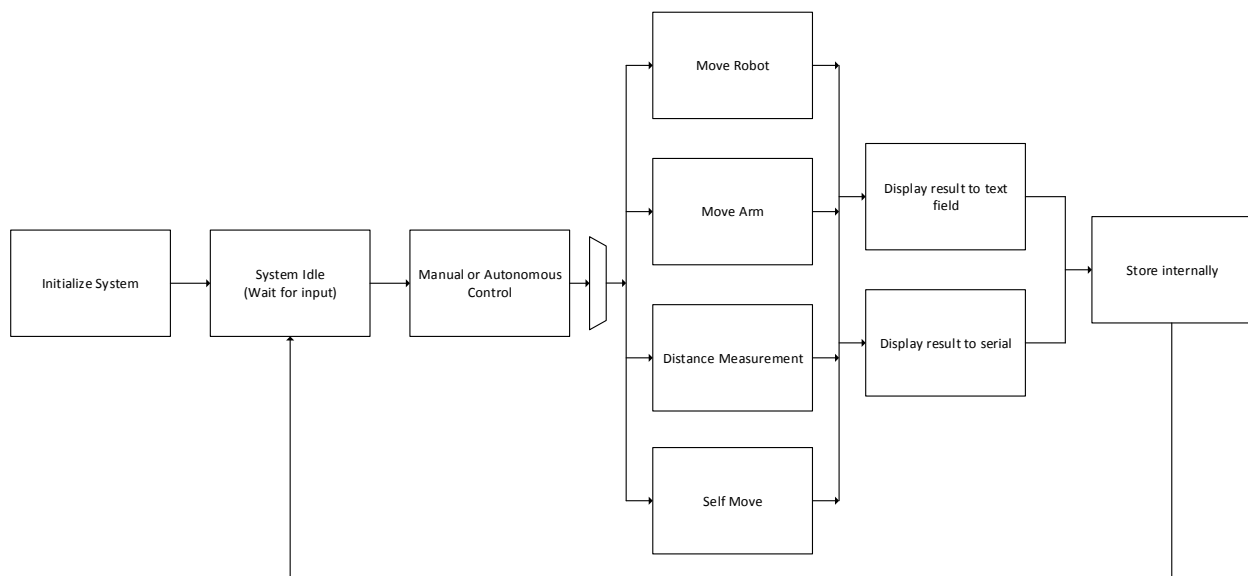 Initialize System
System Idle
(Wait for input)
Manual or Autonomous
Control
Move Robot
Move Arm
Distance Measurement
Self Move
Display result to text
field
Display result to serial
Store internally